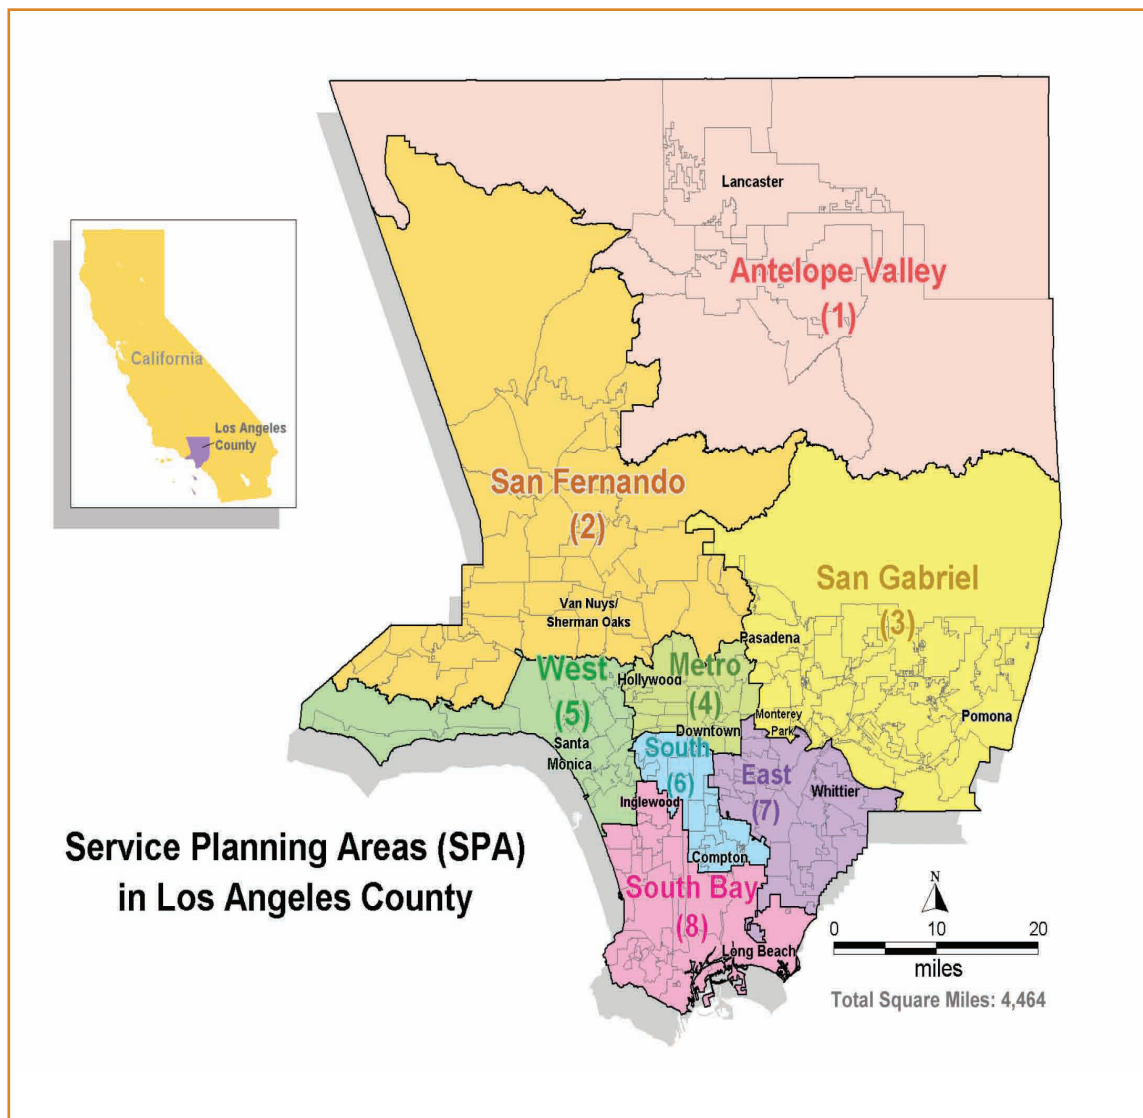 Lancaster
Antelope Valley
(1)
California
Los Angeles
County
San Fernando
(2)
San Gabriel
(3)
Van Nuys/
Sherman Oaks
Pasadena
West
(5)
Metro
(4)
Hollywood
Monterey
Park
Pomona
Downtown
Santa
Monica
South
(6)
East
(7)
Whittier
Inglewood
Compton
Service Planning Areas (SPA)
in Los Angeles County
South Bay
(8)
Long Beach
N
0 10 20
miles
Total Square Miles: 4,464